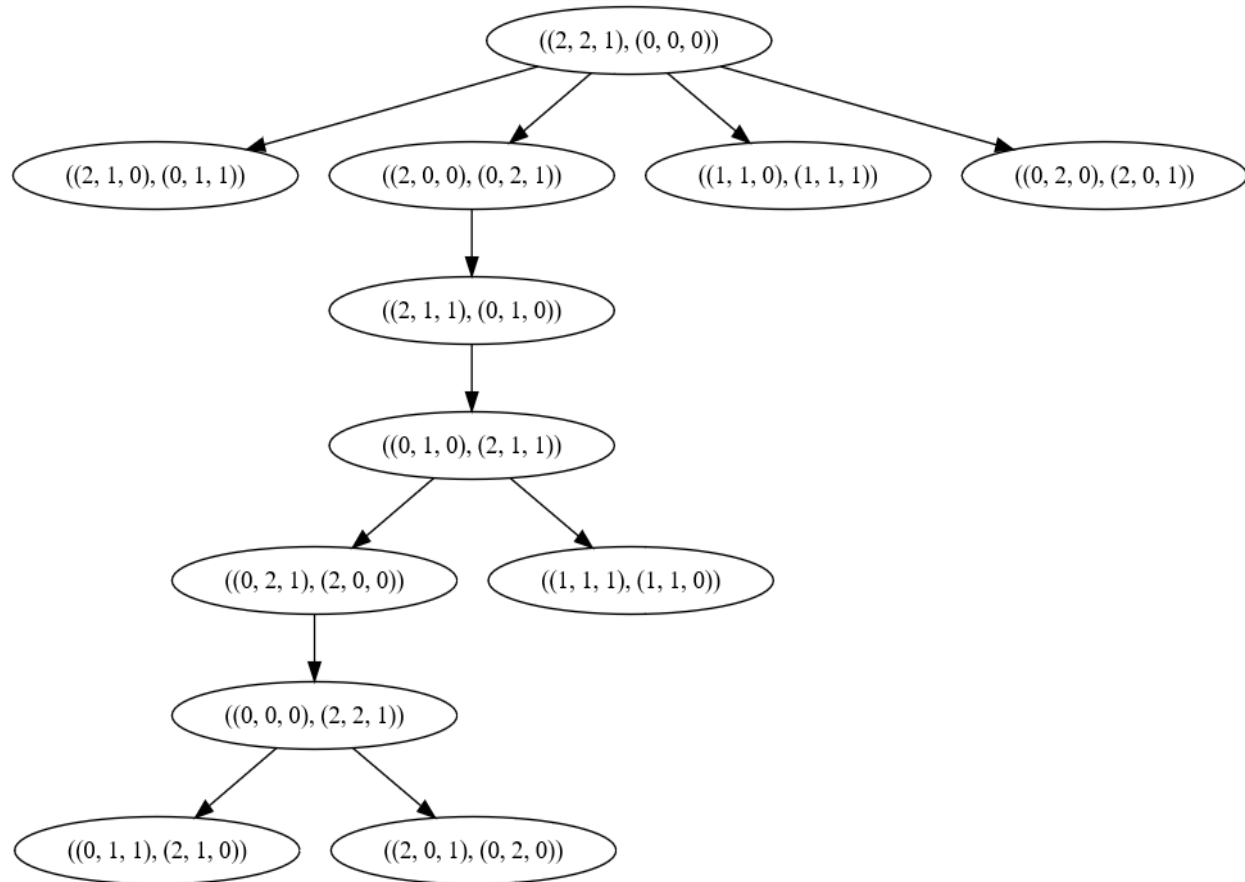 ((2, 2, 1), (0, 0, 0))
((2, 1, 0), (0, 1, 1))
((2, 0, 0), (0, 2, 1))
((1, 1, 0), (1, 1, 1))
((0, 2, 0), (2, 0, 1))
((2, 1, 1), (0, 1, 0))
((0, 1, 0), (2, 1, 1))
((0, 2, 1), (2, 0, 0))
((1, 1, 1), (1, 1, 0))
((0, 0, 0), (2, 2, 1))
((0, 1, 1), (2, 1, 0))
((2, 0, 1), (0, 2, 0))